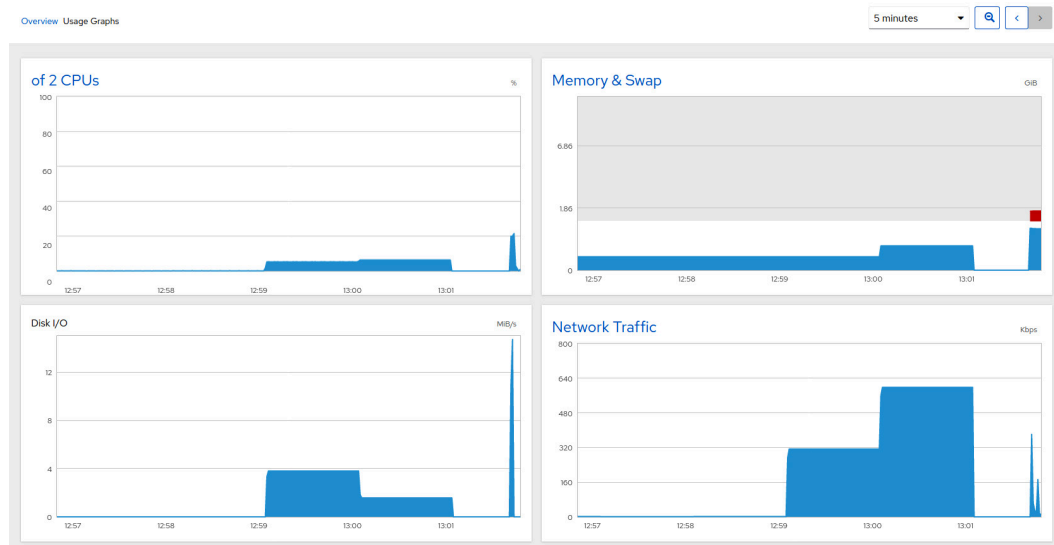 Overview Usage Graphs
5 minutes
of 2 CPUs
%
100
80
60
40
20
0
12:57 12:58 12:59 13:00 13:01
Memory & Swap
GiB
6.86
1.86
0
12:57 12:58 12:59 13:00 13:01
Disk I/O
MiB/s
12
8
4
0
12:57 12:58 12:59 13:00 13:01
Network Traffic
Kbps
800
640
480
320
160
0
12:57 12:58 12:59 13:00 13:01